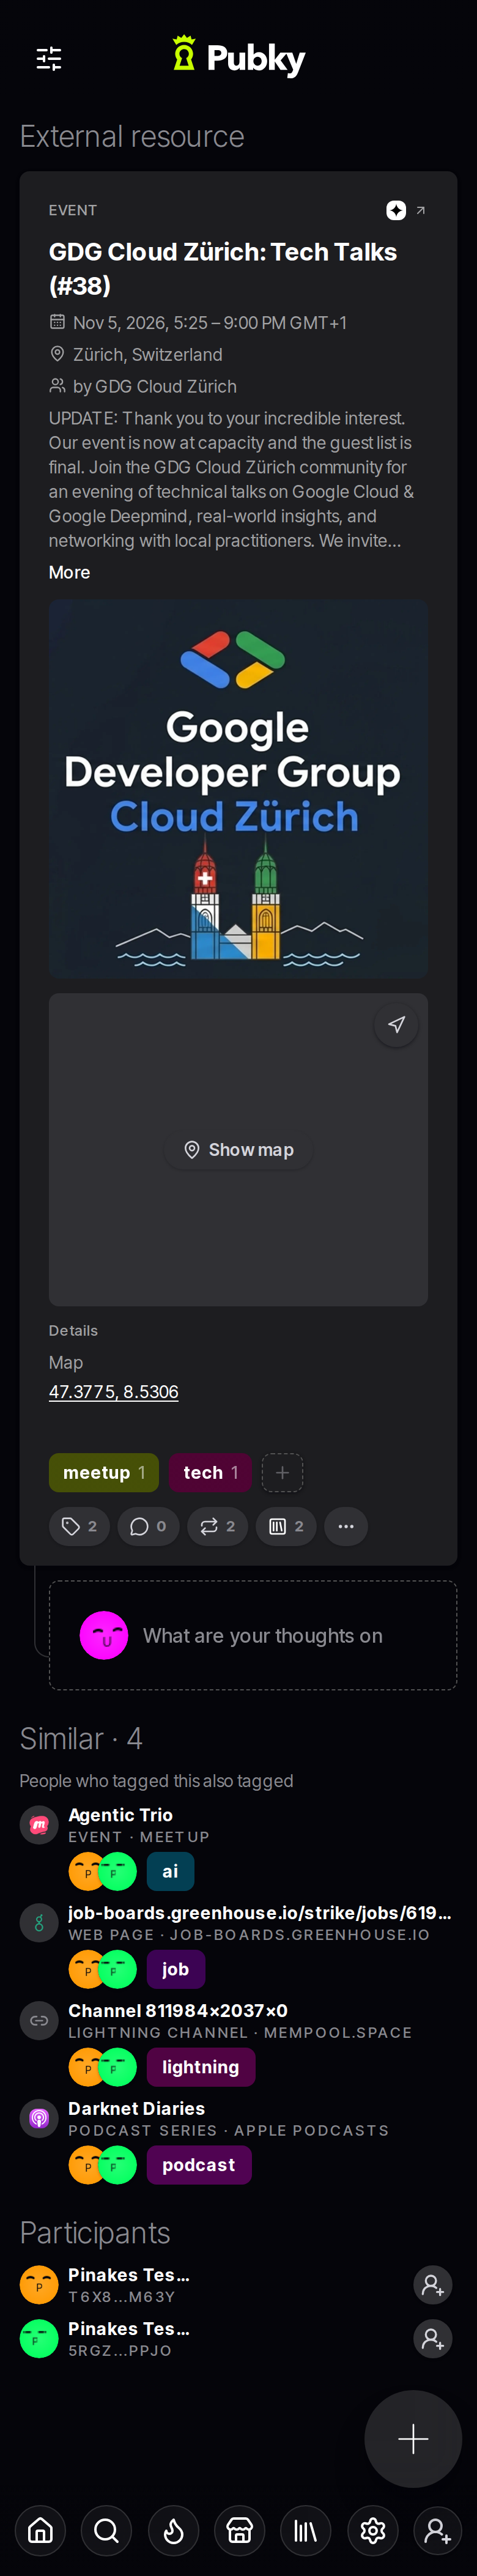 Pubky
External resource
EVENT
GDG Cloud Zürich: Tech Talks
(#38)
Nov 5, 2026, 5:25 – 9:00 PM GMT+1
Zürich, Switzerland
by GDG Cloud Zürich
UPDATE: Thank you to your incredible interest.
Our event is now at capacity and the guest list is
final. Join the GDG Cloud Zürich community for
an evening of technical talks on Google Cloud &
Google Deepmind, real-world insights, and
networking with local practitioners. We invite...
More
Google
Developer Group
Cloud Zürich
Show map
Details
Map
47.3775, 8.5306
meetup 1 tech 1
2 0 2 2
What are your thoughts on
Similar · 4
People who tagged this also tagged
Agentic Trio
EVENT · MEETUP
P P ai
job-boards.greenhouse.io/strike/jobs/619...
WEB PAGE · JOB-BOARDS.GREENHOUSE.IO
P P job
Channel 811984×2037×0
LIGHTNING CHANNEL · MEMPOOL.SPACE
P P lightning
Darknet Diaries
PODCAST SERIES · APPLE PODCASTS
P P podcast
Participants
Pinakes Tes...
P T6X8...M63Y
Pinakes Tes...
P 5RGZ...PPJO